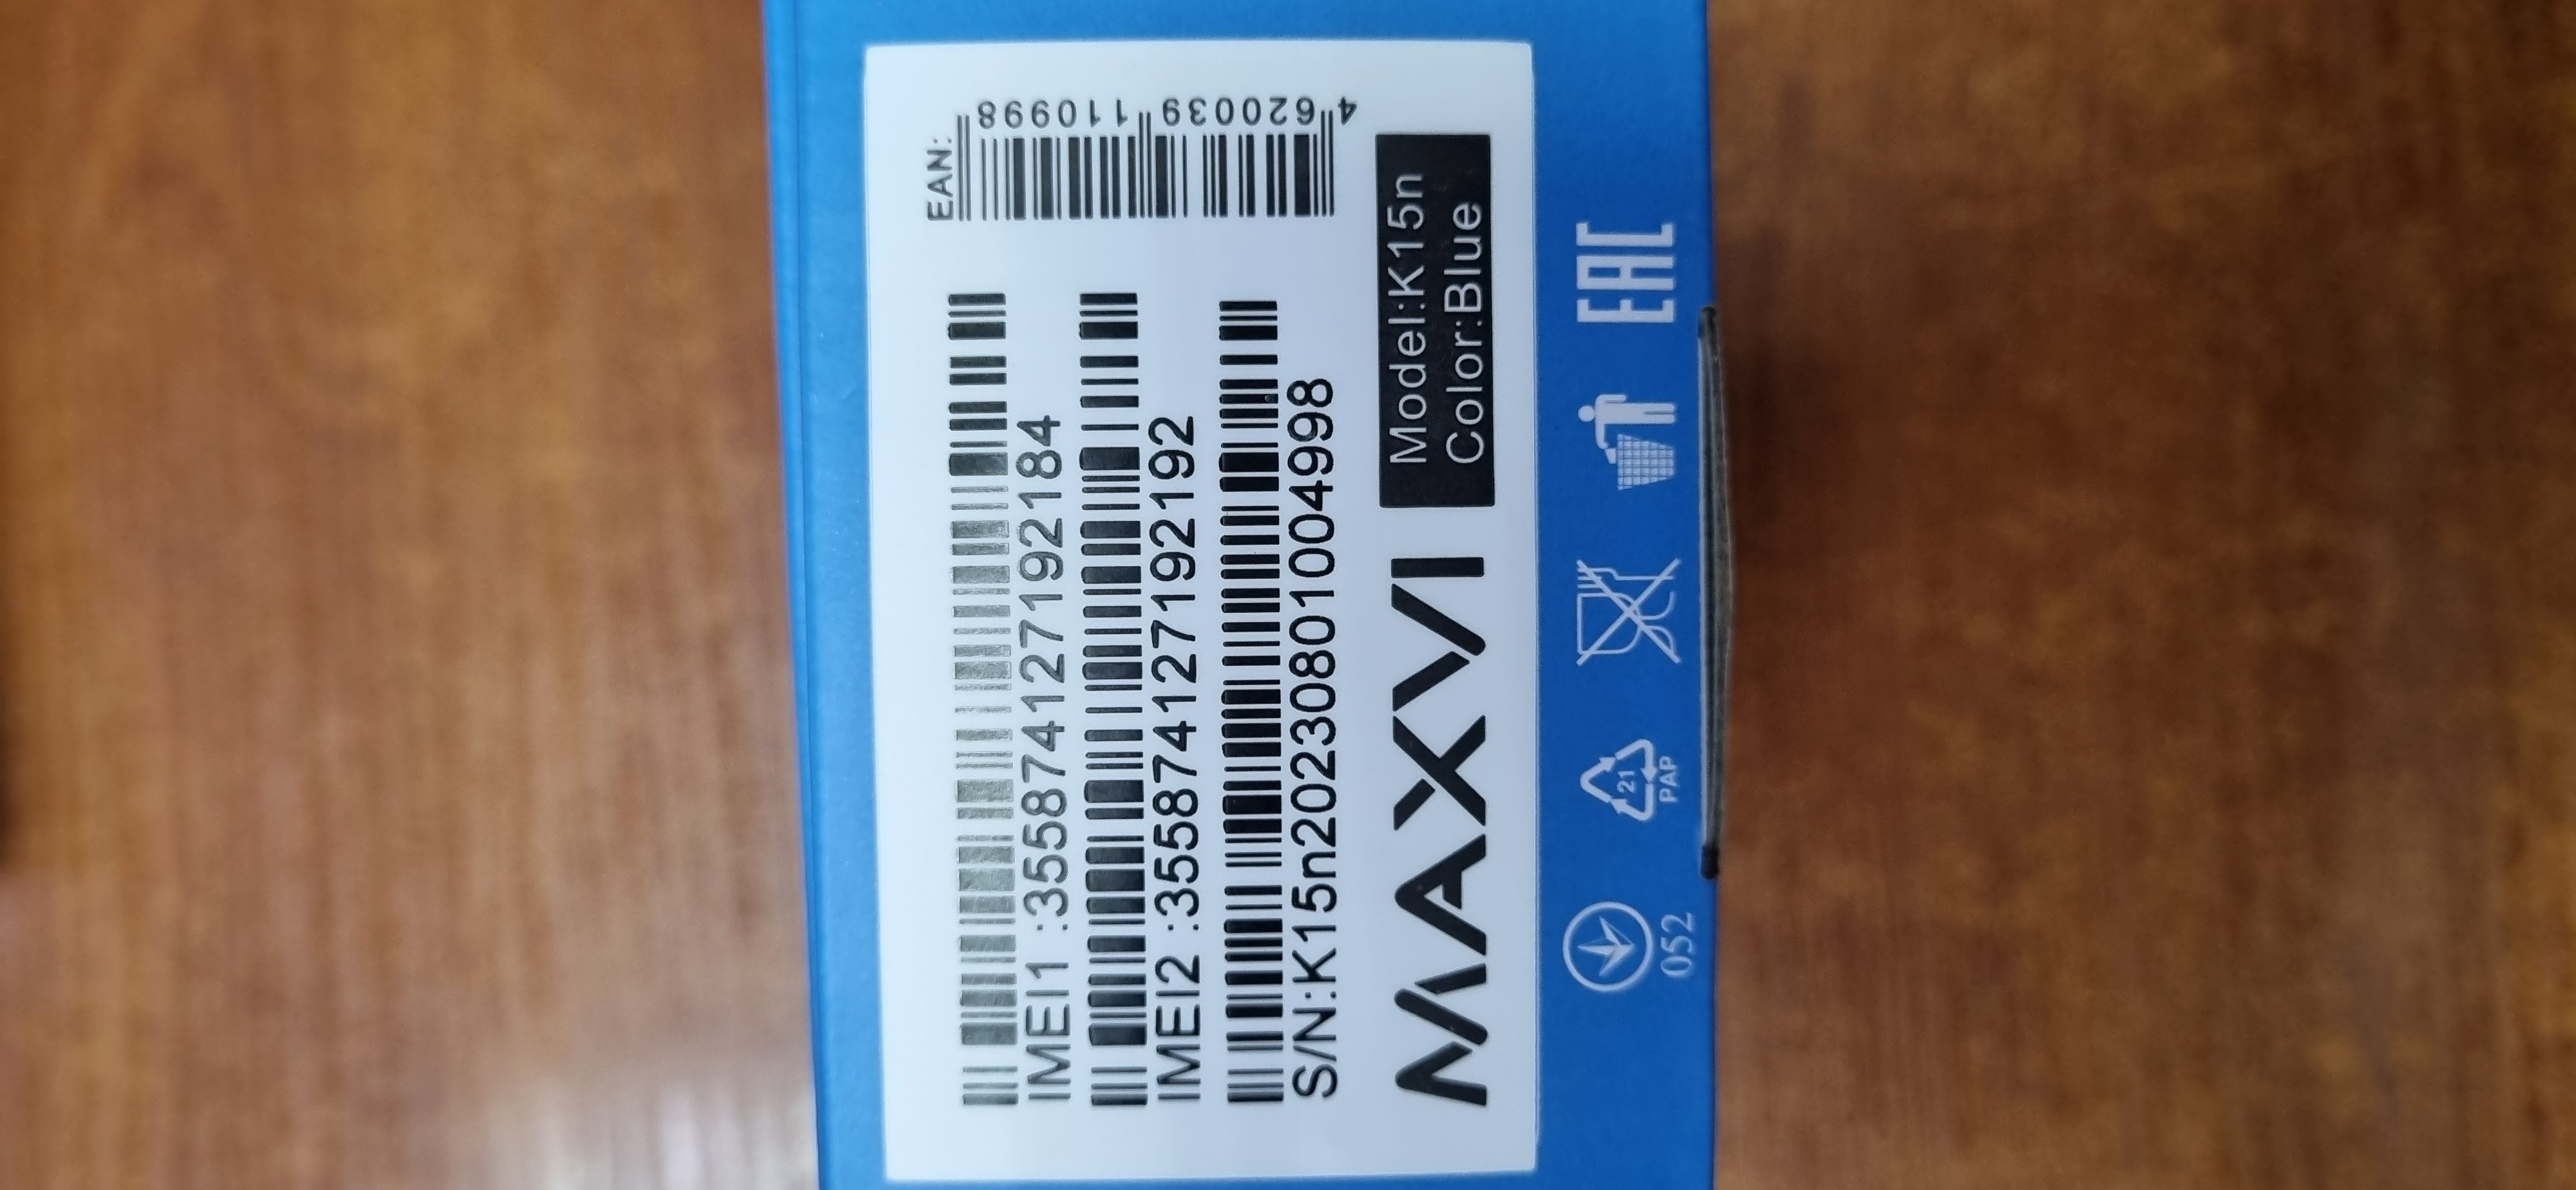 EAN:
4 620039 110998
IMEI1 :355874127192184
IMEI2 :355874127192192
S/N:K15n20230801004998
MAXVI
Model:K15n
Color:Blue
052
21
PAP
EAC